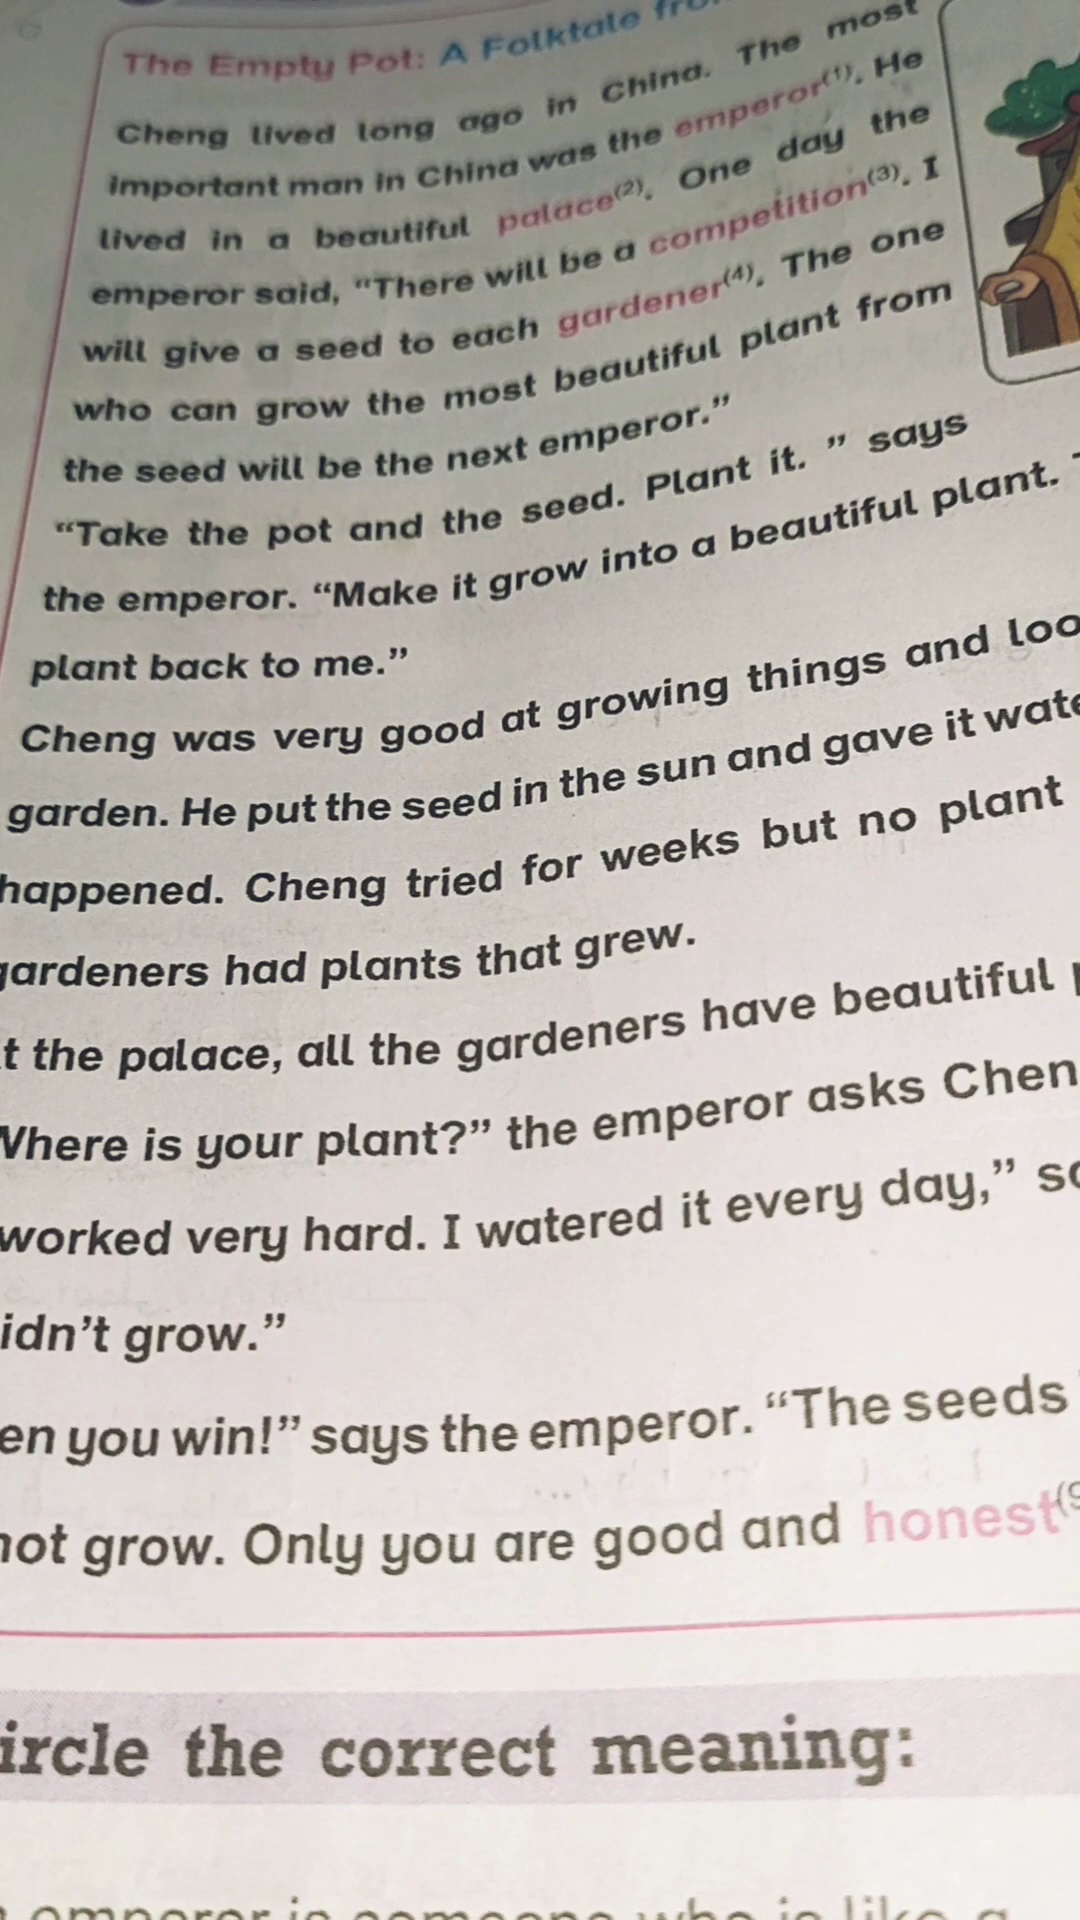 The Empty Pot: A Folktale
Cheng lived long ago in China. The most
important man in China was the emperor(1). He
lived in a beautiful palace(2). One day the
emperor said, “There will be a competition(3). I
will give a seed to each gardener(4). The one
who can grow the most beautiful plant from
the seed will be the next emperor.”
“Take the pot and the seed. Plant it. ” says
the emperor. “Make it grow into a beautiful plant.
plant back to me.”
Cheng was very good at growing things and
garden. He put the seed in the sun and gave it
happened. Cheng tried for weeks but no plant
gardeners had plants that grew.
the palace, all the gardeners have beautiful
is your plant?” the emperor asks
worked very hard. I watered it every day,”
grow.”
you win!” says the emperor. “The seeds
grow. Only you are good and honest
the correct meaning: